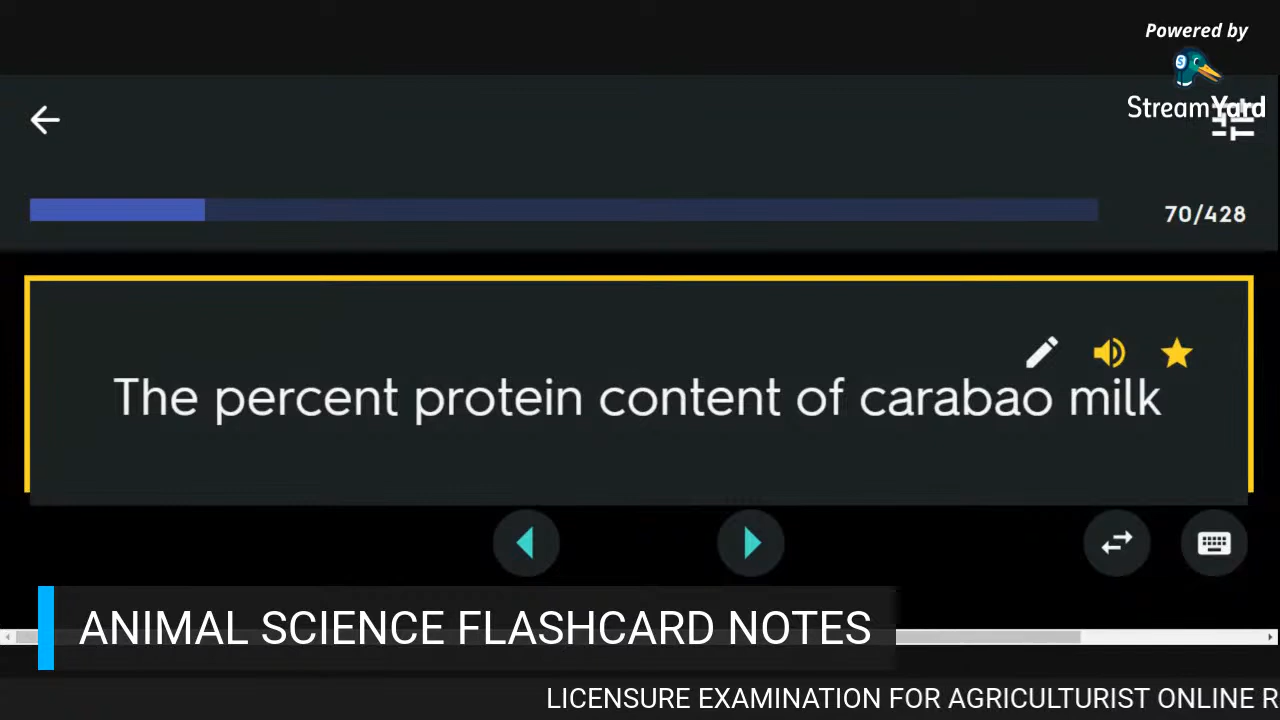 Powered by
StreamYard
70/428
The percent protein content of carabao milk
ANIMAL SCIENCE FLASHCARD NOTES
LICENSURE EXAMINATION FOR AGRICULTURIST ONLINE R